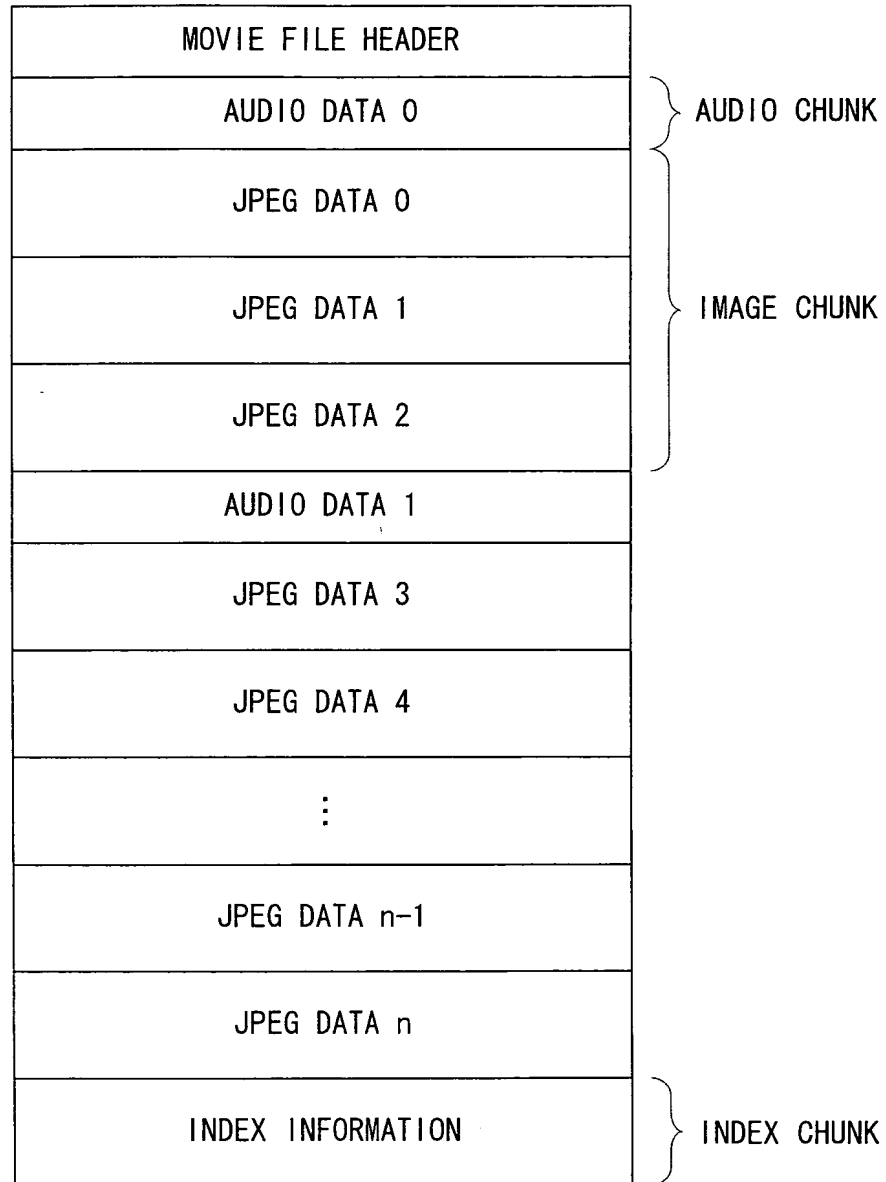 MOVIE FILE HEADER
AUDIO DATA 0
AUDIO CHUNK
JPEG DATA 0
JPEG DATA 1
IMAGE CHUNK
JPEG DATA 2
AUDIO DATA 1
JPEG DATA 3
JPEG DATA 4
⋮
JPEG DATA n-1
JPEG DATA n
INDEX INFORMATION
INDEX CHUNK